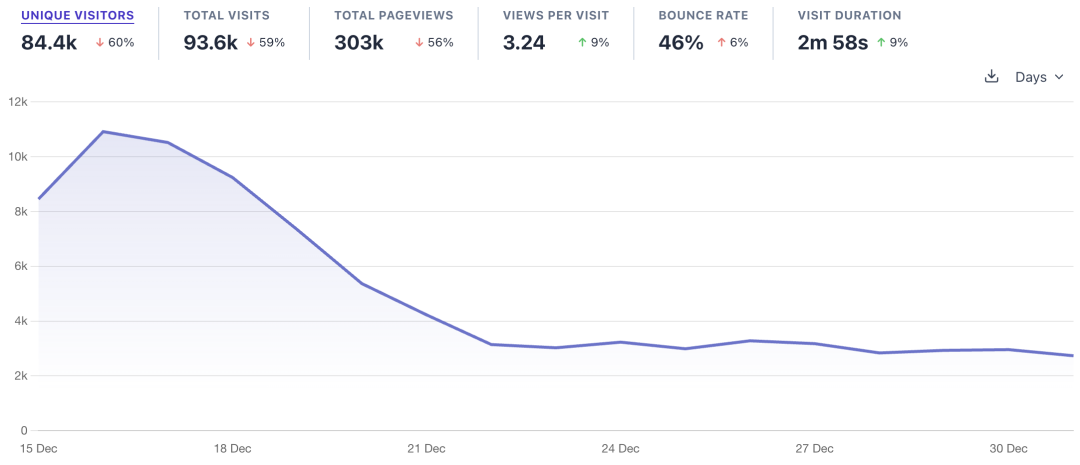 UNIQUE VISITORS TOTAL VISITS TOTAL PAGEVIEWS VIEWS PER VISIT BOUNCE RATE VISIT DURATION
84.4k ↓ 60% 93.6k ↓ 59% 303k ↓ 56% 3.24 ↑ 9% 46% ↑ 6% 2m 58s ↑ 9%
Days
12k
10k
8k
6k
4k
2k
0
15 Dec 18 Dec 21 Dec 24 Dec 27 Dec 30 Dec